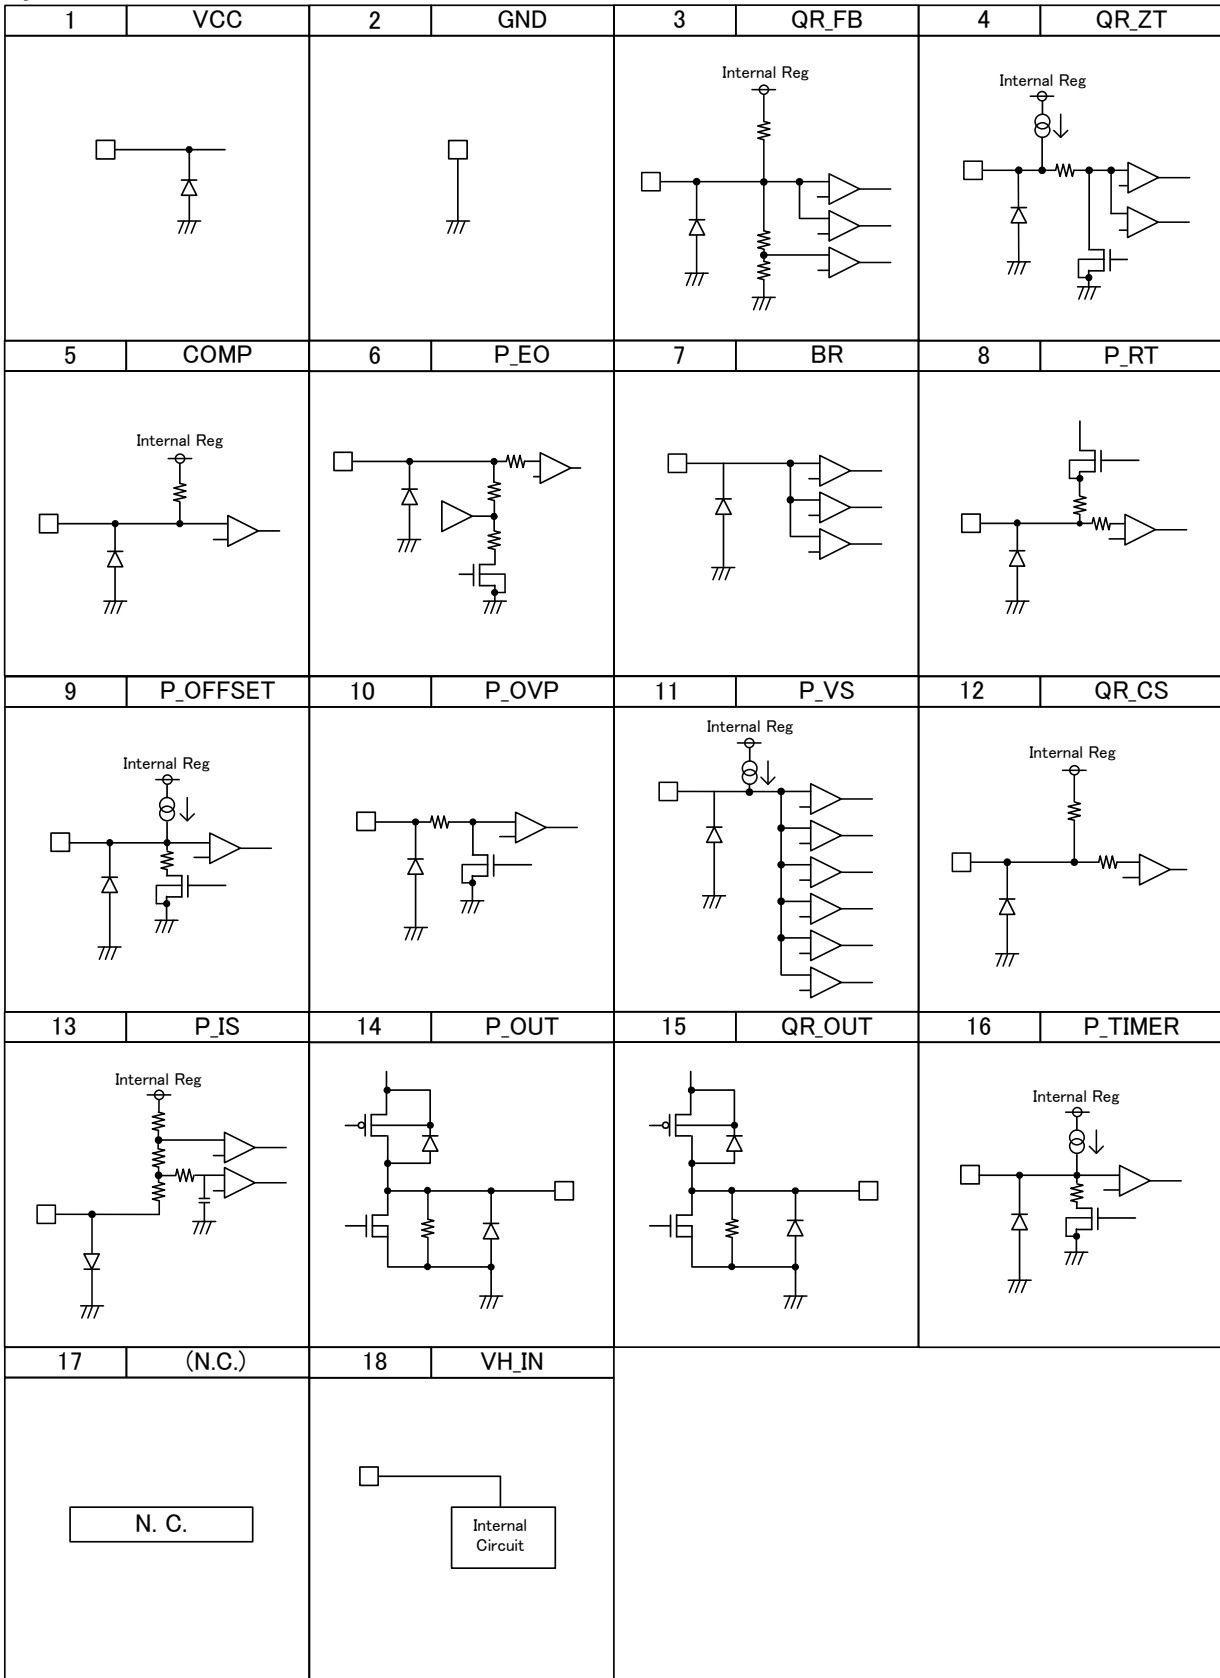 1 VCC 2 GND 3 QR_FB 4 QR_ZT
Internal Reg
Internal Reg
5 COMP 6 P_EO 7 BR 8 P_RT
Internal Reg
9 P_OFFSET 10 P_OVP 11 P_VS 12 QR_CS
Internal Reg
Internal Reg
Internal Reg
13 P_IS 14 P_OUT 15 QR_OUT 16 P_TIMER
Internal Reg
Internal Reg
17 (N.C.) 18 VH_IN
N. C.
Internal
Circuit